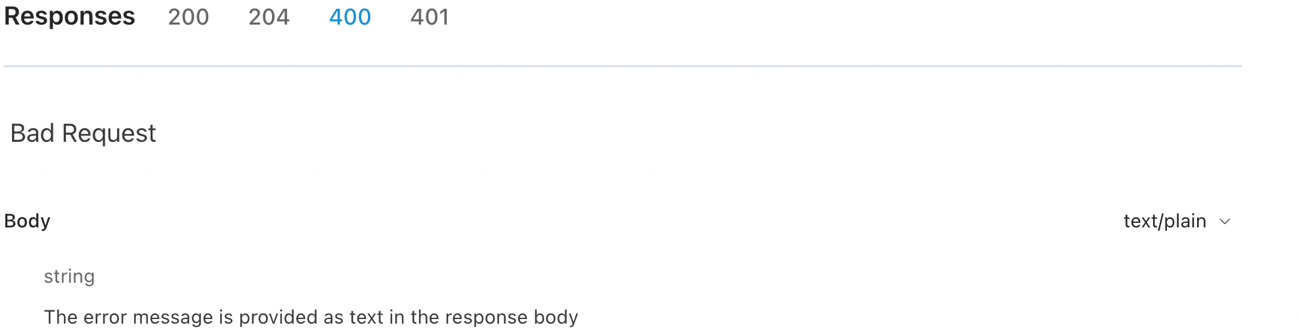 Responses 200 204 400 401
Bad Request
Body text/plain
string
The error message is provided as text in the response body